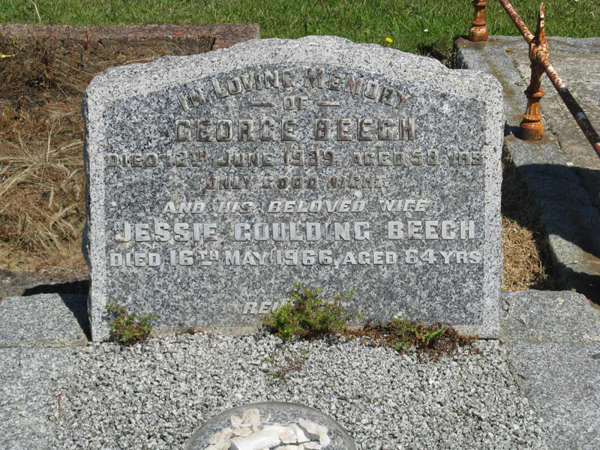 IN LOVING MEMORY
OF
GEORGE BEECH
DIED 12TH JUNE 1939. AGED 59 YRS
ONLY GOOD NIGHT
AND HIS BELOVED WIFE
JESSIE GOULDING BEECH
DIED 16TH MAY 1966, AGED 84 YRS